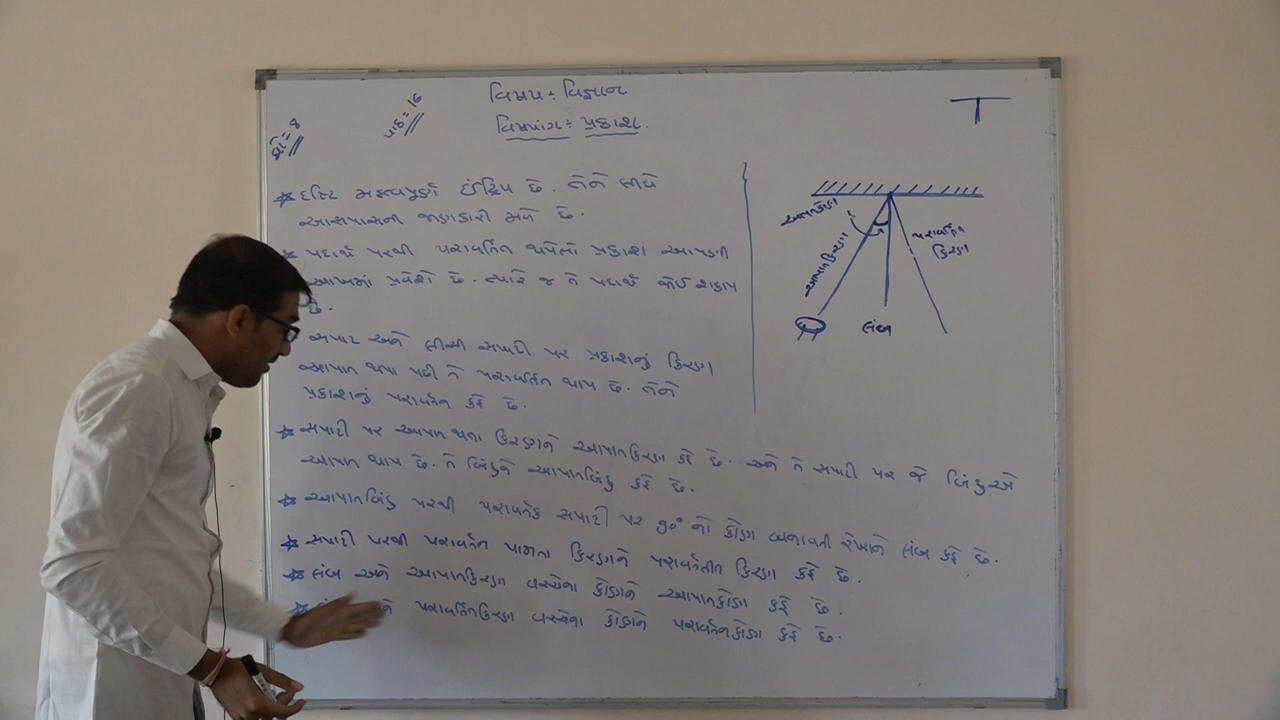 વિષય : વિજ્ઞાન
વિષયાંગ : પ્રકાશ.
ધો = 8
પાઠ = 16
દ્રષ્ટિ મહત્વપૂર્ણ ઈંદ્રિય છે. તેને લીધે
આસપાસની જાણકારી મળે છે.
પદાર્થ પરથી પરાવર્તિત થયેલો પ્રકાશ આપણી
આંખમાં પ્રવેશે છે. ત્યારે જ તે પદાર્થ જોઈ શકાય
છે.
સપાટ અને લીસી સપાટી પર પ્રકાશનું કિરણ
આપાત થયા પછી તે પરાવર્તિત થાય છે. તેને
પ્રકાશનું પરાવર્તન કહે છે.
સપાટી પર આપાત થતા કિરણને આપાતકિરણ કહે છે. અને તે સપાટી પર જે બિંદુએ
આપાત થાય છે. તે બિંદુને આપાતબિંદુ કહે છે.
આપાતબિંદુ પરથી પરાવર્તક સપાટી પર 90° નો કોણ બનાવતી રેખાને લંબ કહે છે.
સપાટી પરથી પરાવર્તન પામતા કિરણને પરાવર્તીત કિરણ કહે છે.
લંબ અને આપાતકિરણ વચ્ચેના કોણને આપાતકોણ કહે છે.
પરાવર્તિતકિરણ વચ્ચેના કોણને પરાવર્તનકોણ કહે છે.
આપાતકોણ
આપાતકિરણ
પરાવર્તિત
કિરણ
લંબ